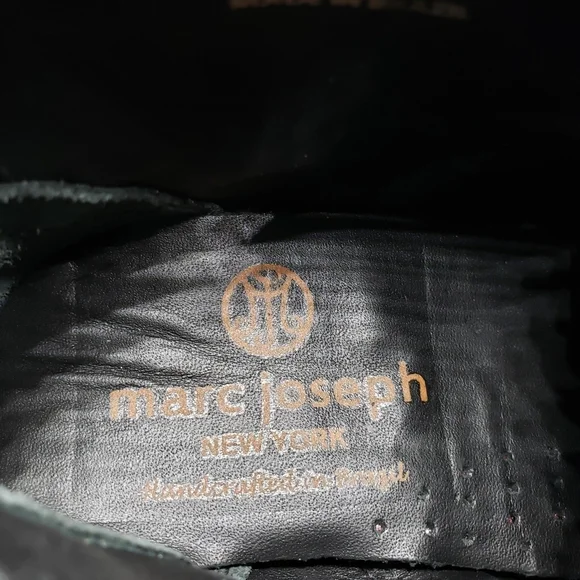 marc joseph
NEW YORK
Handcrafted in Brazil